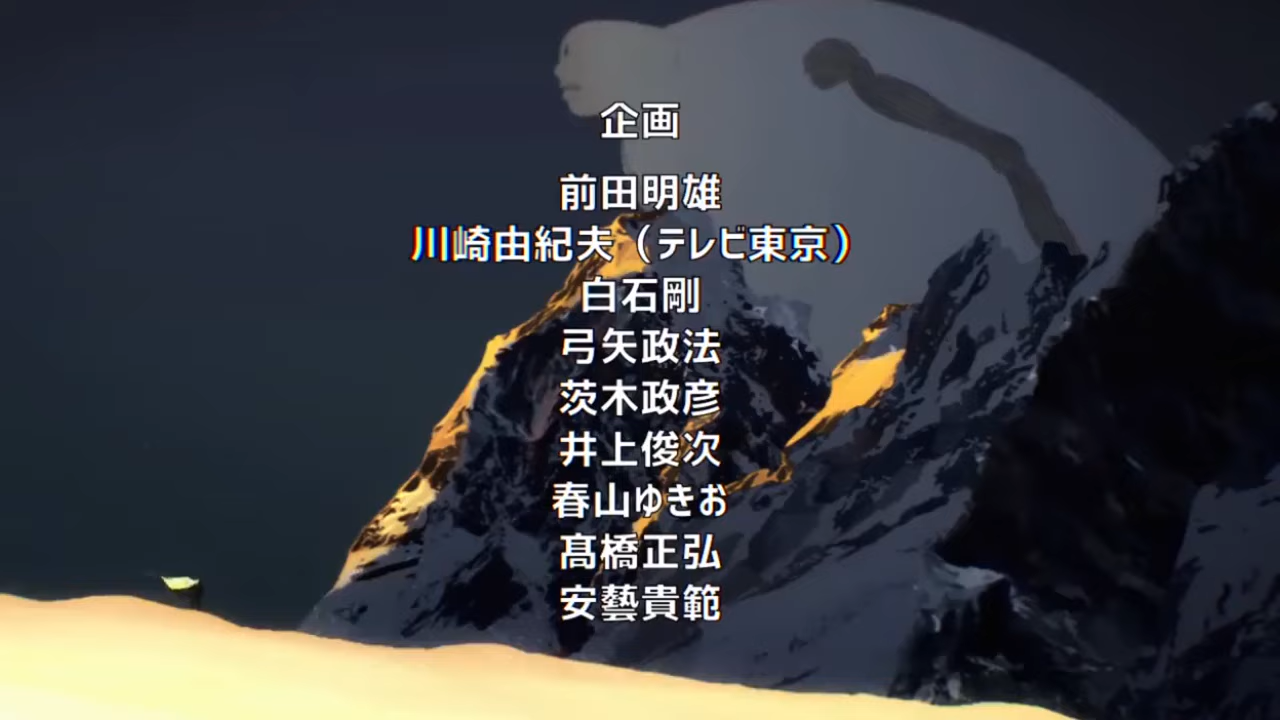 企画
前田明雄
川崎由紀夫（テレビ東京）
白石剛
弓矢政法
茨木政彦
井上俊次
春山ゆきお
髙橋正弘
安藝貴範